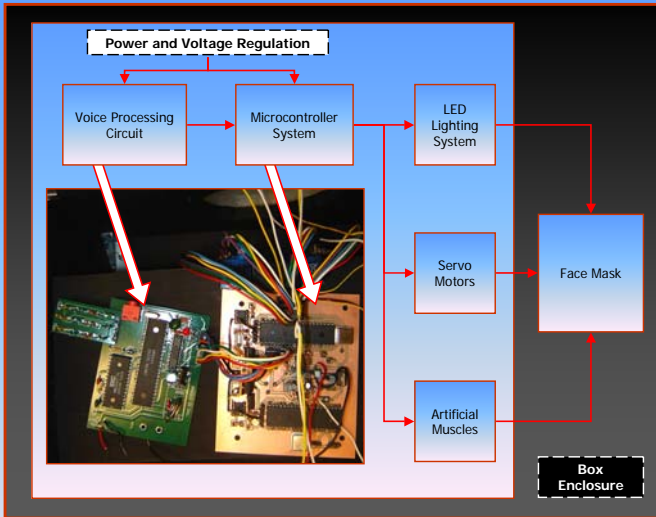 Power and Voltage Regulation
Voice Processing
Circuit
Microcontroller
System
LED
Lighting
System
Servo
Motors
Face Mask
Artificial
Muscles
Box
Enclosure